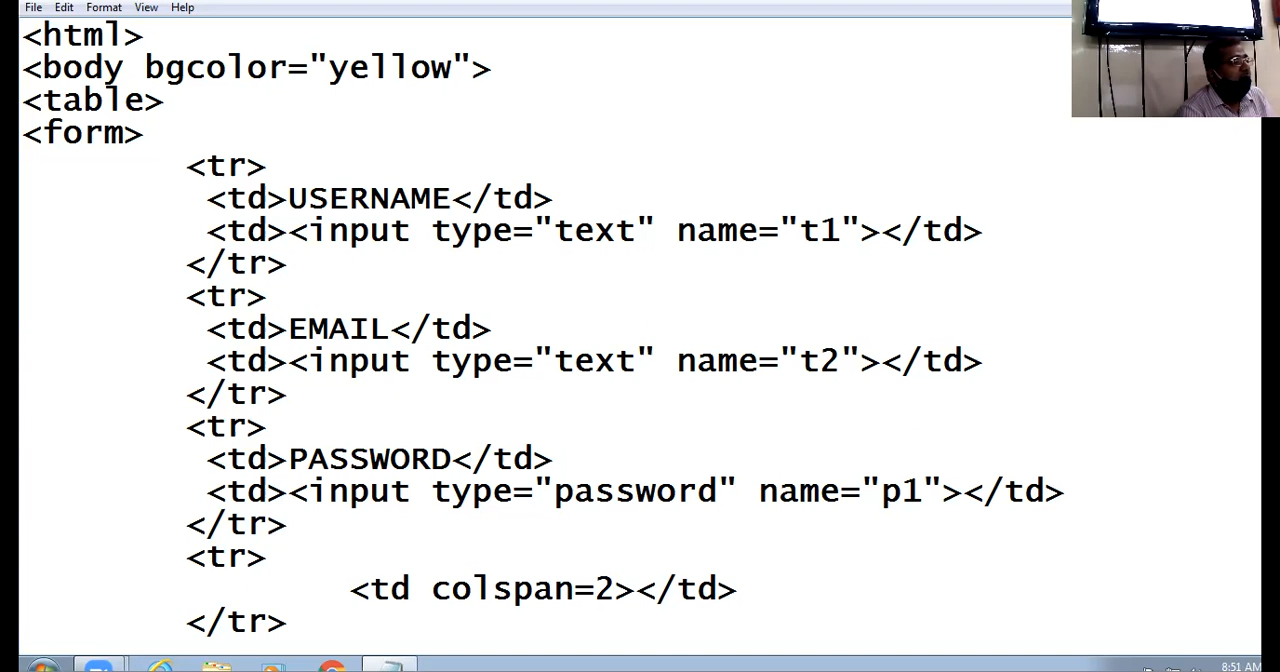 File Edit Format View Help
<html>
<body bgcolor="yellow">
<table>
<form>
<tr>
<td>USERNAME</td>
<td><input type="text" name="t1"></td>
</tr>
<tr>
<td>EMAIL</td>
<td><input type="text" name="t2"></td>
</tr>
<tr>
<td>PASSWORD</td>
<td><input type="password" name="p1"></td>
</tr>
<tr>
<td colspan=2></td>
</tr>
8:51 AM